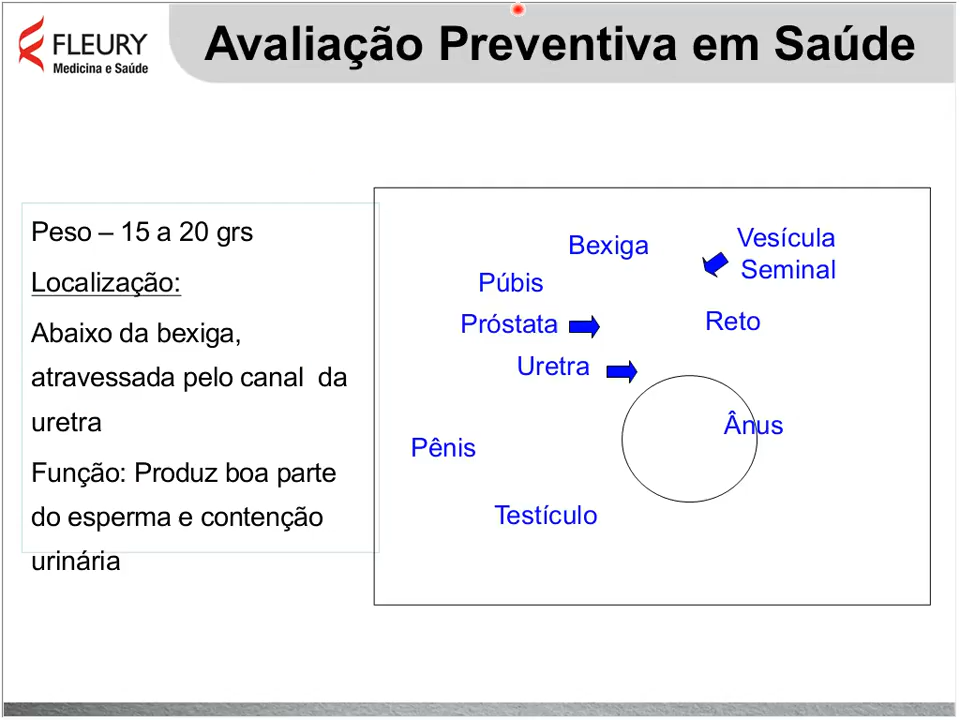 FLEURY
Medicina e Saúde
Avaliação Preventiva em Saúde
Peso – 15 a 20 grs
Localização:
Abaixo da bexiga,
atravessada pelo canal da
uretra
Função: Produz boa parte
do esperma e contenção
urinária
Bexiga
Vesícula
Seminal
Púbis
Próstata
Reto
Uretra
Ânus
Pênis
Testículo